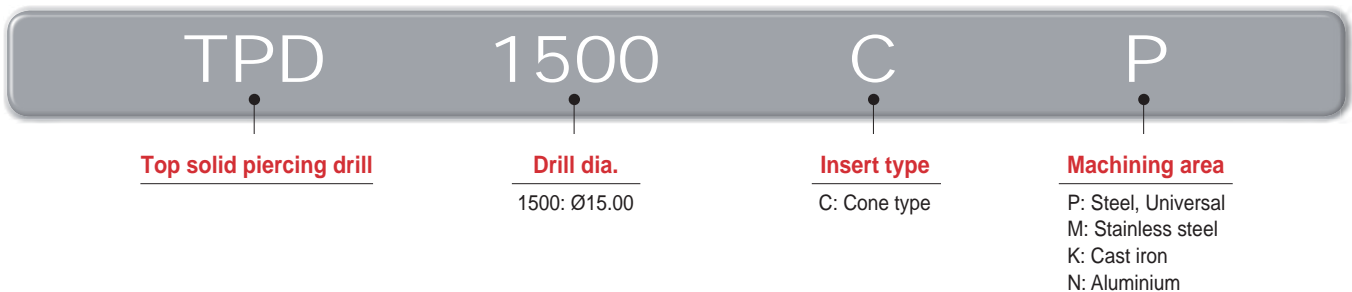 TPD 1500 C P
Top solid piercing drill Drill dia. Insert type Machining area
1500: Ø15.00 C: Cone type P: Steel, Universal
M: Stainless steel
K: Cast iron
N: Aluminium